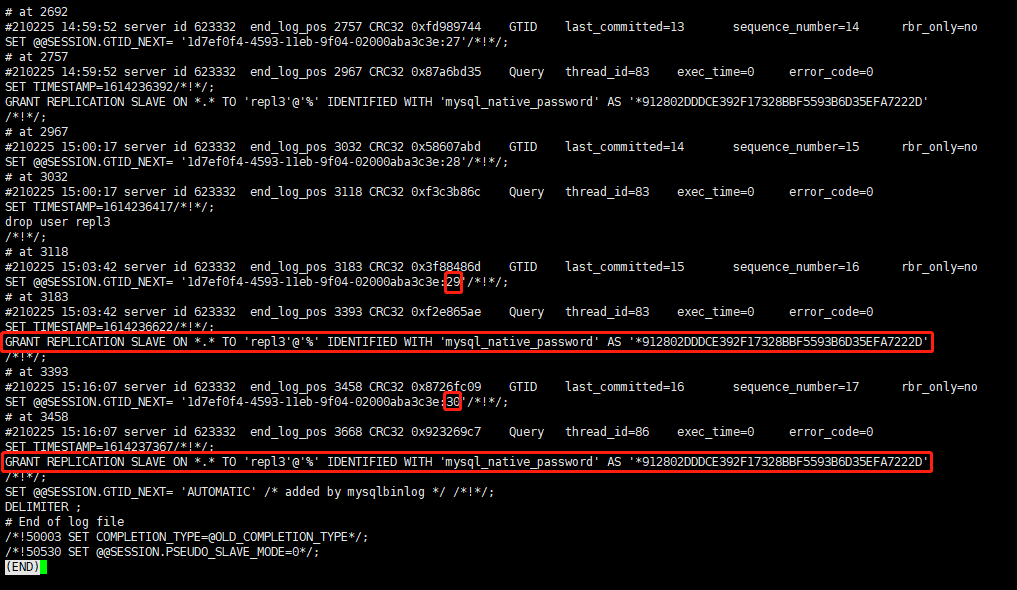 # at 2692
#210225 14:59:52 server id 623332  end_log_pos 2757 CRC32 0xfd989744    GTID    last_committed=13       sequence_number=14      rbr_only=no
SET @@SESSION.GTID_NEXT= '1d7ef0f4-4593-11eb-9f04-02000aba3c3e:27'/*!*/;
# at 2757
#210225 14:59:52 server id 623332  end_log_pos 2967 CRC32 0x87a6bd35    Query   thread_id=83    exec_time=0     error_code=0
SET TIMESTAMP=1614236392/*!*/;
GRANT REPLICATION SLAVE ON *.* TO 'repl3'@'%' IDENTIFIED WITH 'mysql_native_password' AS '*912802DDDCE392F17328BBF5593B6D35EFA7222D'
/*!*/;
# at 2967
#210225 15:00:17 server id 623332  end_log_pos 3032 CRC32 0x58607abd    GTID    last_committed=14       sequence_number=15      rbr_only=no
SET @@SESSION.GTID_NEXT= '1d7ef0f4-4593-11eb-9f04-02000aba3c3e:28'/*!*/;
# at 3032
#210225 15:00:17 server id 623332  end_log_pos 3118 CRC32 0xf3c3b86c    Query   thread_id=83    exec_time=0     error_code=0
SET TIMESTAMP=1614236417/*!*/;
drop user repl3
/*!*/;
# at 3118
#210225 15:03:42 server id 623332  end_log_pos 3183 CRC32 0x3f88486d    GTID    last_committed=15       sequence_number=16      rbr_only=no
SET @@SESSION.GTID_NEXT= '1d7ef0f4-4593-11eb-9f04-02000aba3c3e:29'/*!*/;
# at 3183
#210225 15:03:42 server id 623332  end_log_pos 3393 CRC32 0xf2e865ae    Query   thread_id=83    exec_time=0     error_code=0
SET TIMESTAMP=1614236622/*!*/;
GRANT REPLICATION SLAVE ON *.* TO 'repl3'@'%' IDENTIFIED WITH 'mysql_native_password' AS '*912802DDDCE392F17328BBF5593B6D35EFA7222D'
/*!*/;
# at 3393
#210225 15:16:07 server id 623332  end_log_pos 3458 CRC32 0x8726fc09    GTID    last_committed=16       sequence_number=17      rbr_only=no
SET @@SESSION.GTID_NEXT= '1d7ef0f4-4593-11eb-9f04-02000aba3c3e:30'/*!*/;
# at 3458
#210225 15:16:07 server id 623332  end_log_pos 3668 CRC32 0x923269c7    Query   thread_id=86    exec_time=0     error_code=0
SET TIMESTAMP=1614237367/*!*/;
GRANT REPLICATION SLAVE ON *.* TO 'repl3'@'%' IDENTIFIED WITH 'mysql_native_password' AS '*912802DDDCE392F17328BBF5593B6D35EFA7222D'
/*!*/;
SET @@SESSION.GTID_NEXT= 'AUTOMATIC' /* added by mysqlbinlog */ /*!*/;
DELIMITER ;
# End of log file
/*!50003 SET COMPLETION_TYPE=@OLD_COMPLETION_TYPE*/;
/*!50530 SET @@SESSION.PSEUDO_SLAVE_MODE=0*/;
(END)